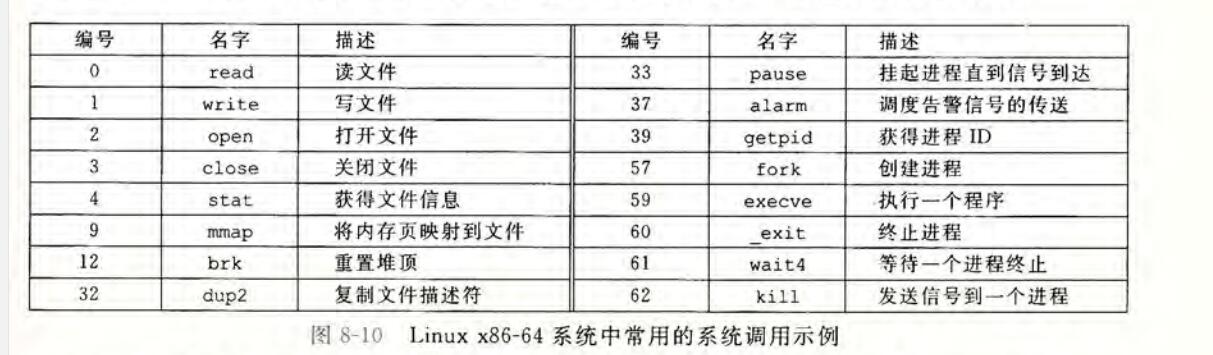 编号 名字 描述 编号 名字 描述
0 read 读文件 33 pause 挂起进程直到信号到达
1 write 写文件 37 alarm 调度告警信号的传送
2 open 打开文件 39 getpid 获得进程 ID
3 close 关闭文件 57 fork 创建进程
4 stat 获得文件信息 59 execve 执行一个程序
9 mmap 将内存页映射到文件 60 _exit 终止进程
12 brk 重置堆顶 61 wait4 等待一个进程终止
32 dup2 复制文件描述符 62 kill 发送信号到一个进程
图 8-10 Linux x86-64 系统中常用的系统调用示例